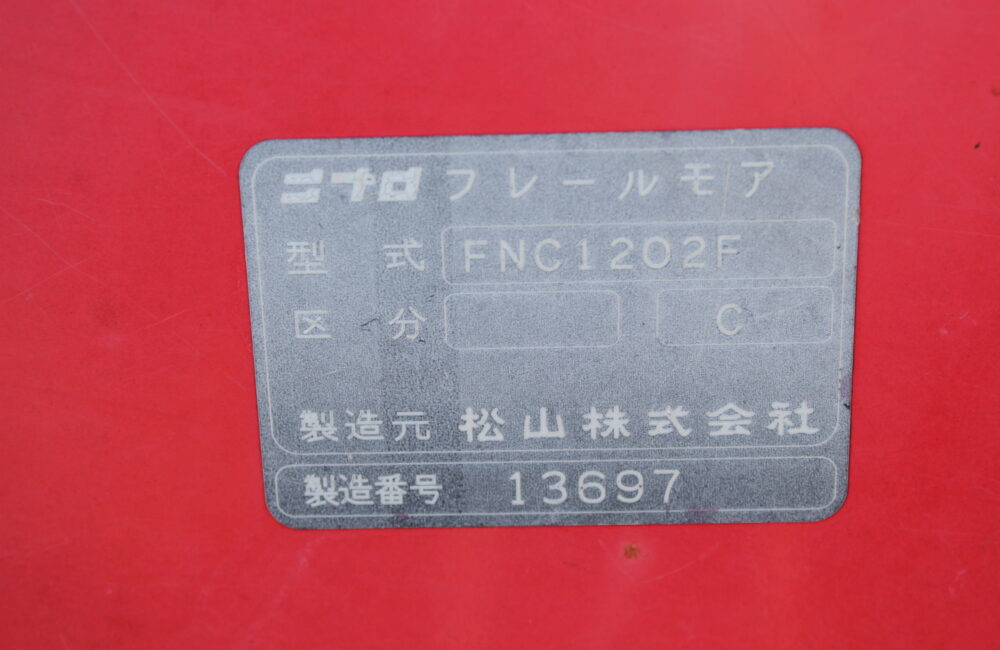 ニプロ フレールモア
型式 FNC1202F
区分 C
製造元 松山株式会社
製造番号 13697